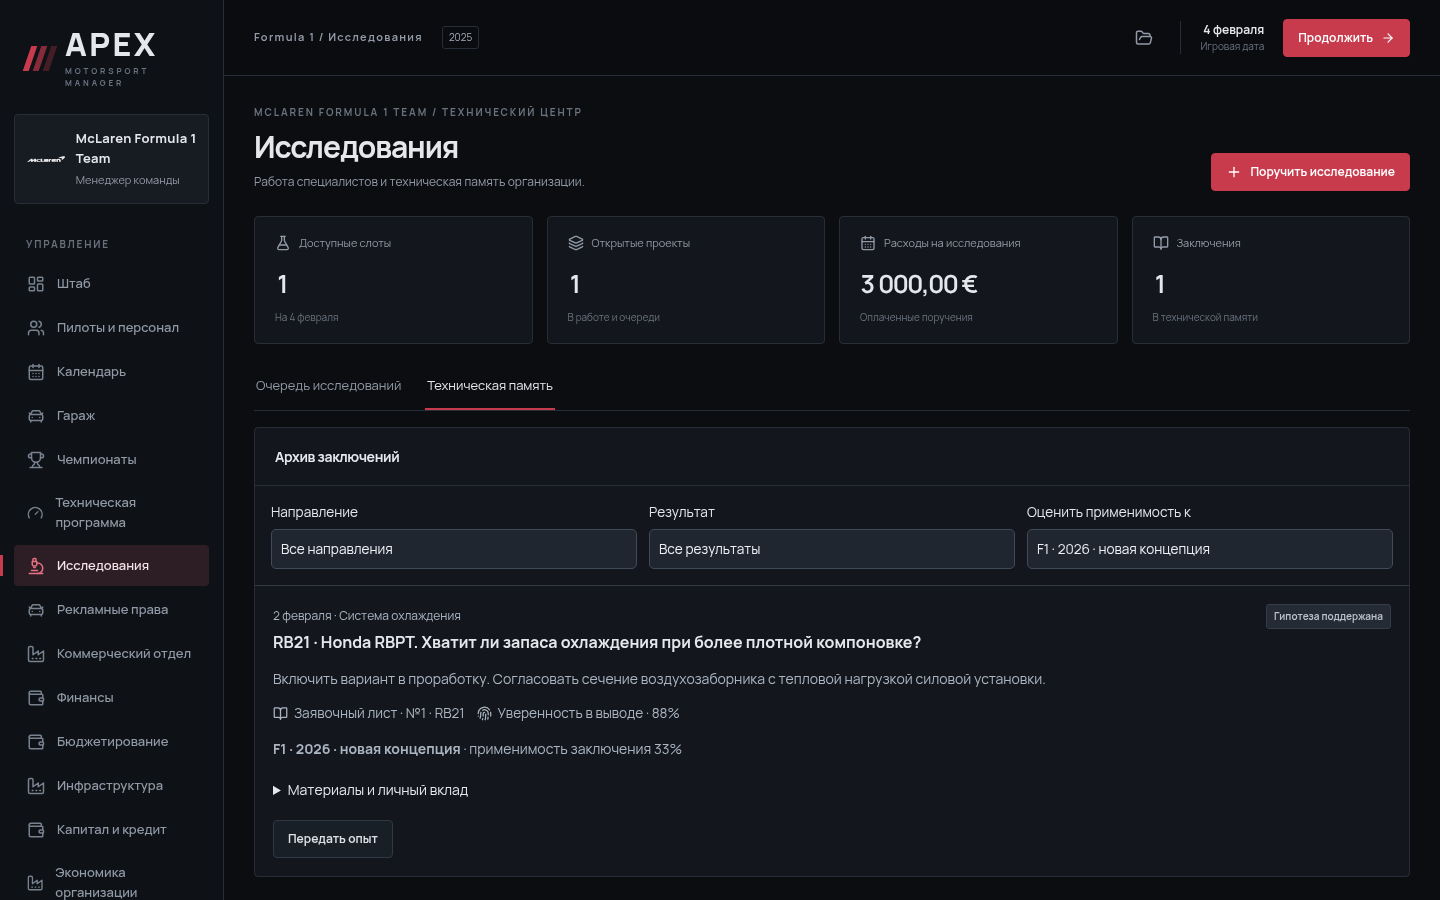 APEX
MOTORSPORT
MANAGER
McLaren
McLaren Formula 1
Team
Менеджер команды
УПРАВЛЕНИЕ
Штаб
Пилоты и персонал
Календарь
Гараж
Чемпионаты
Техническая
программа
Исследования
Рекламные права
Коммерческий отдел
Финансы
Бюджетирование
Инфраструктура
Капитал и кредит
Экономика
организации
Formula 1 / Исследования
2025
4 февраля
Игровая дата
Продолжить
MCLAREN FORMULA 1 TEAM / ТЕХНИЧЕСКИЙ ЦЕНТР
Исследования
Работа специалистов и техническая память организации.
Поручить исследование
Доступные слоты
1
На 4 февраля
Открытые проекты
1
В работе и очереди
Расходы на исследования
3 000,00 €
Оплаченные поручения
Заключения
1
В технической памяти
Очередь исследований
Техническая память
Архив заключений
Направление
Все направления
Результат
Все результаты
Оценить применимость к
F1 · 2026 · новая концепция
2 февраля · Система охлаждения
Гипотеза поддержана
RB21 · Honda RBPT. Хватит ли запаса охлаждения при более плотной компоновке?
Включить вариант в проработку. Согласовать сечение воздухозаборника с тепловой нагрузкой силовой установки.
Заявочный лист · №1 · RB21 Уверенность в выводе · 88%
F1 · 2026 · новая концепция · применимость заключения 33%
Материалы и личный вклад
Передать опыт